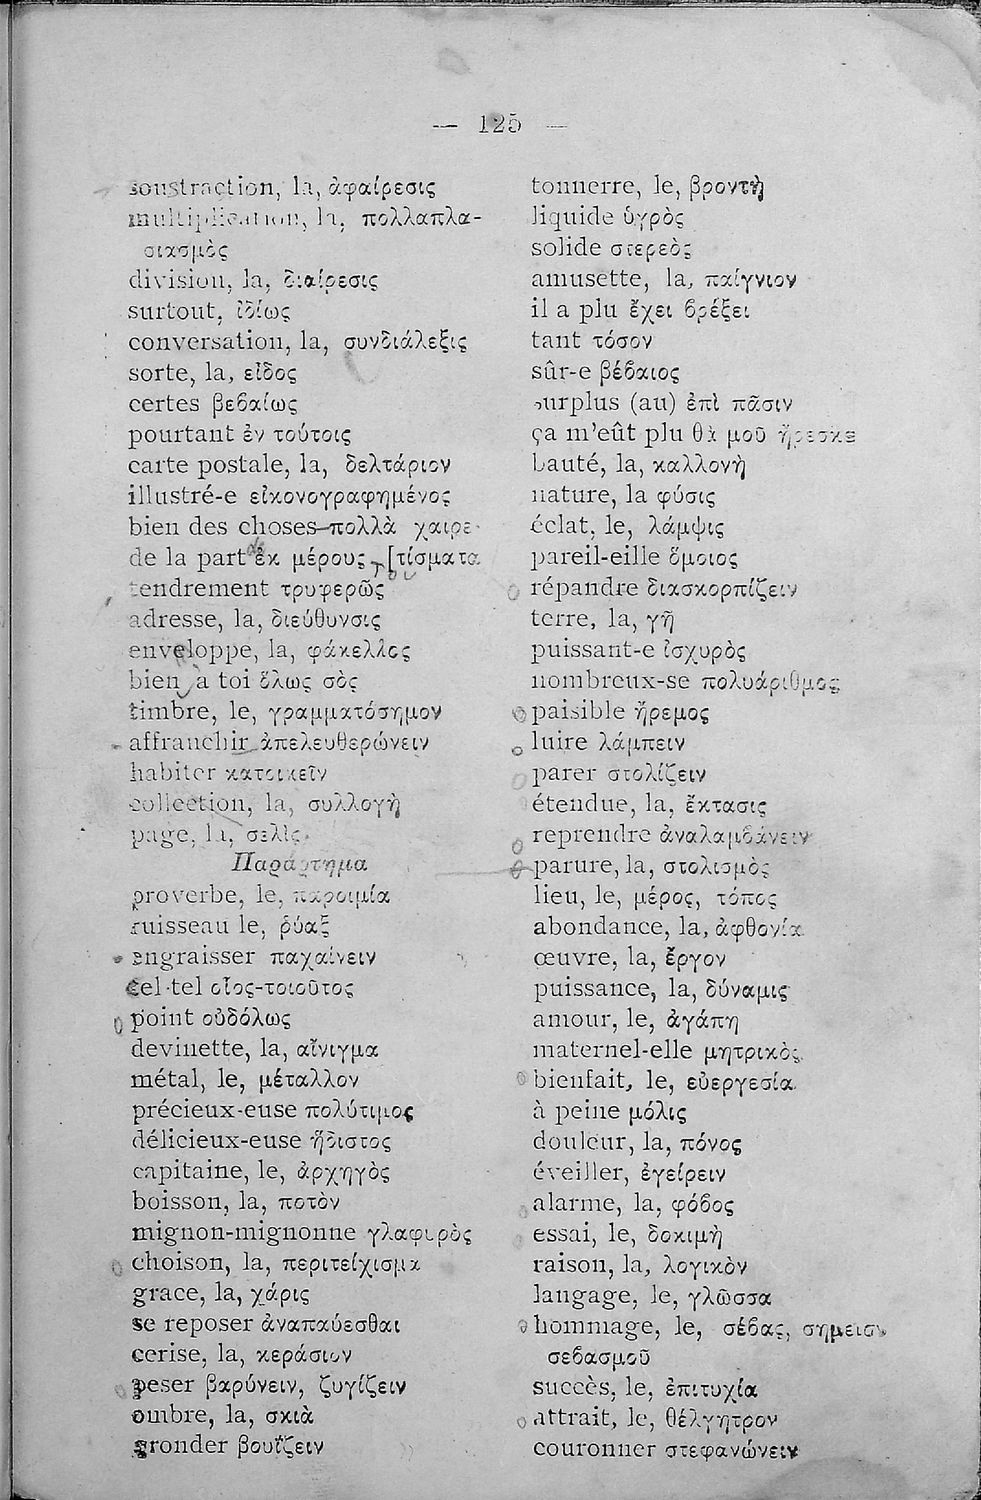 — 125 —
soustraction, la, ἀφαίρεσις
multiplication, la, πολλαπλα-
σιασμὸς
division, la, διαίρεσις
surtout, ἰδίως
conversation, la, συνδιάλεξις
sorte, la, εἶδος
certes βεϐαίως
pourtant ἐν τούτοις
carte postale, la, δελτάριον
illustré-e εἰκονογραφημένος
bien des choses πολλὰ χαιρε-
de la part ἐκ μέρους [τίσματα
tendrement τρυφερῶς
adresse, la, διεύθυνσις
enveloppe, la, φάκελλος
bien a toi ὅλως σὸς
timbre, le, γραμματόσημον
affranchir ἀπελευθερώνειν
habiter κατοικεῖν
collection, la, συλλογὴ
page, la, σελὶς
Παράρτημα
proverbe, le, παροιμία
ruisseau le, ῥύαξ
engraisser παχαίνειν
tel-tel οἷος-τοιοῦτος
point οὐδόλως
devinette, la, αἴνιγμα
métal, le, μέταλλον
précieux-euse πολύτιμος
délicieux-euse ἥδιστος
capitaine, le, ἀρχηγὸς
boisson, la, ποτὸν
mignon-mignonne γλαφυρὸς
choison, la, περιτείχισμα
grace, la, χάρις
se reposer ἀναπαύεσθαι
cerise, la, κεράσιον
peser βαρύνειν, ζυγίζειν
ombre, la, σκιὰ
gronder βουΐζειν
tonnerre, le, βροντὴ
liquide ὑγρὸς
solide στερεὸς
amusette, la, παίγνιον
il a plu ἔχει ϐρέξει
tant τόσον
sûr-e βέϐαιος
surplus (au) ἐπὶ πᾶσιν
ça m'eût plu θὰ μοῦ ἤρεσκε
bauté, la, καλλονὴ
nature, la φύσις
éclat, le, λάμψις
pareil-eille ὅμοιος
répandre διασκορπίζειν
terre, la, γῆ
puissant-e ἰσχυρὸς
nombreux-se πολυάριθμος
paisible ἤρεμος
luire λάμπειν
parer στολίζειν
étendue, la, ἔκτασις
reprendre ἀναλαμϐάνειν
parure, la, στολισμὸς
lieu, le, μέρος, τόπος
abondance, la, ἀφθονία
œuvre, la, ἔργον
puissance, la, δύναμις
amour, le, ἀγάπη
maternel-elle μητρικὸς
bienfait, le, εὐεργεσία
à peine μόλις
douleur, la, πόνος
éveiller, ἐγείρειν
alarme, la, φόϐος
essai, le, δοκιμὴ
raison, la, λογικὸν
langage, le, γλῶσσα
hommage, le, σέϐας, σημεῖον
σεϐασμοῦ
succès, le, ἐπιτυχία
attrait, le, θέλγητρον
couronner στεφανώνειν